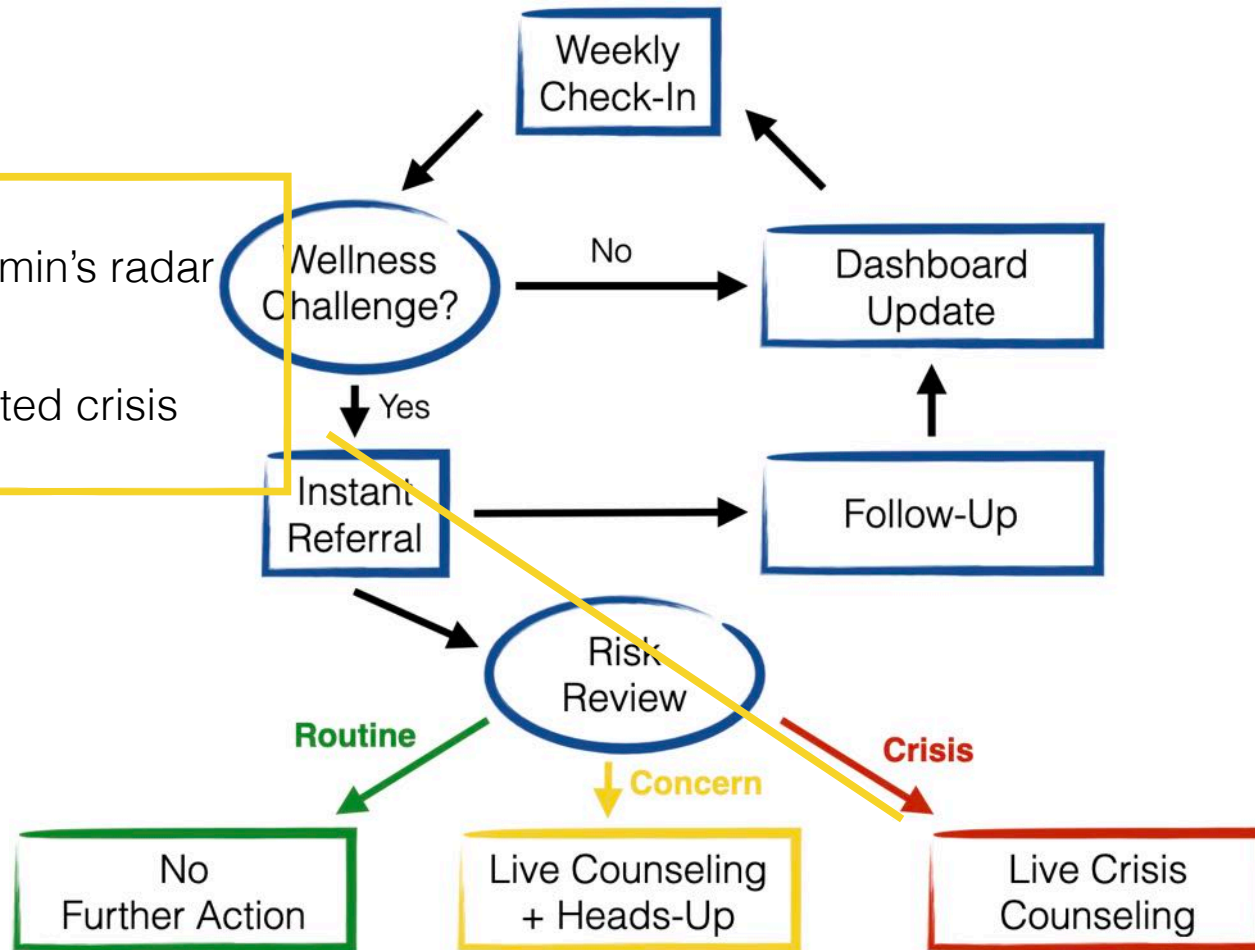 Weekly
Check-In
min's radar
Wellness
Challenge?
No
Dashboard
Update
ted crisis
Yes
Instant
Referral
Follow-Up
Risk
Review
Routine
Concern
Crisis
No
Further Action
Live Counseling
+ Heads-Up
Live Crisis
Counseling